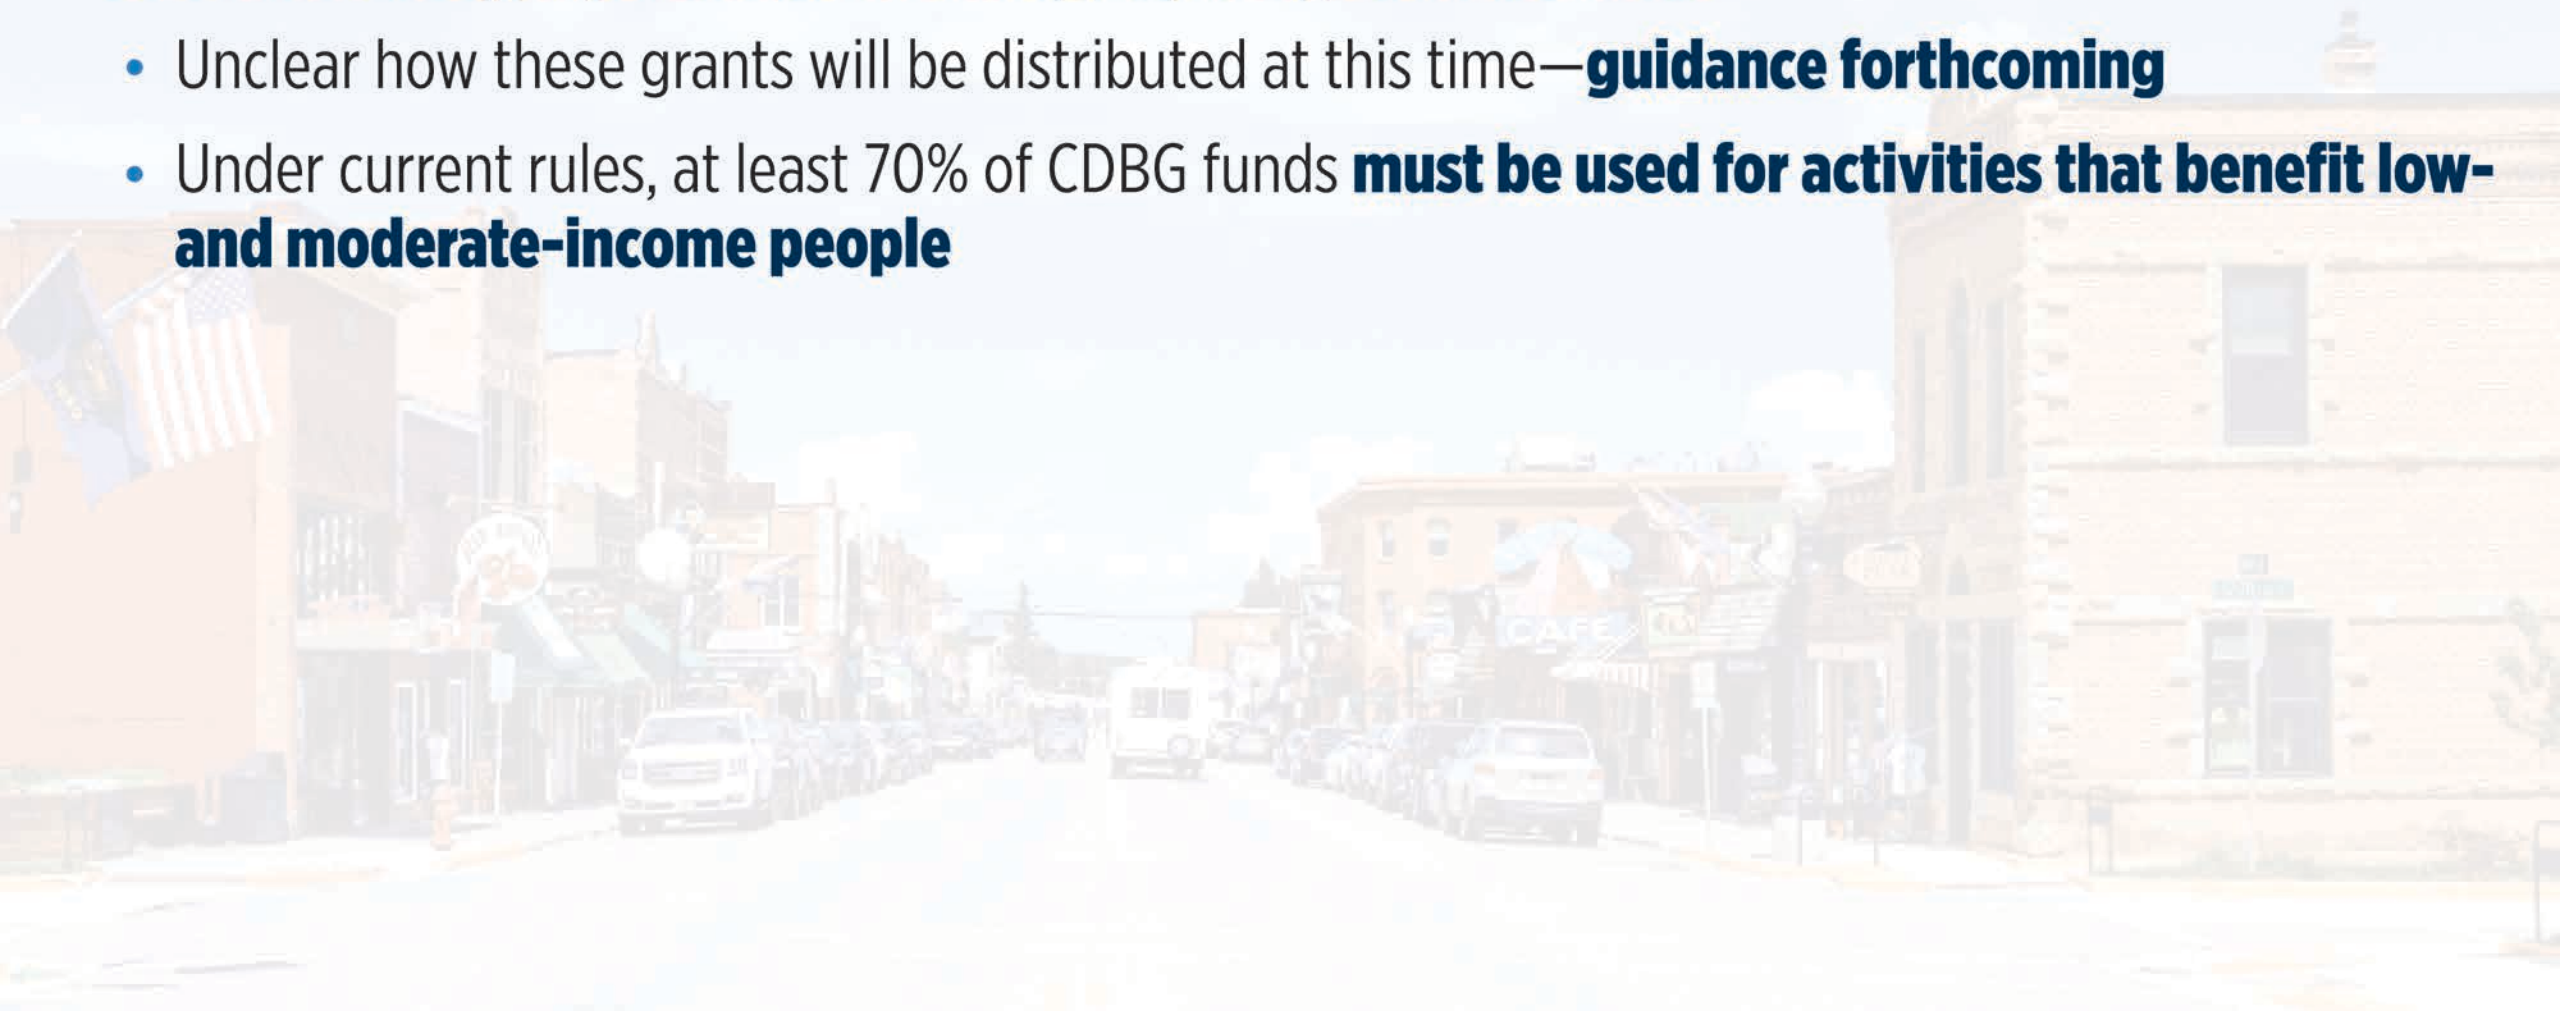 • Unclear how these grants will be distributed at this time—guidance forthcoming
• Under current rules, at least 70% of CDBG funds must be used for activities that benefit low-
and moderate-income people
CAFE